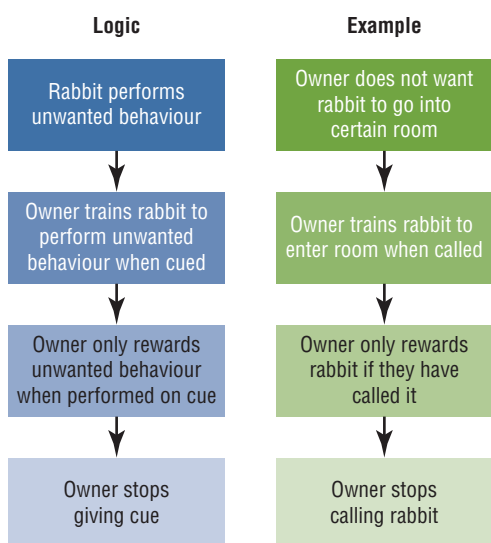 Logic
Rabbit performs
unwanted behaviour
Owner trains rabbit to
perform unwanted
behaviour when cued
Owner only rewards
unwanted behaviour
when performed on cue
Owner stops
giving cue
Example
Owner does not want
rabbit to go into
certain room
Owner trains rabbit to
enter room when called
Owner only rewards
rabbit if they have
called it
Owner stops
calling rabbit